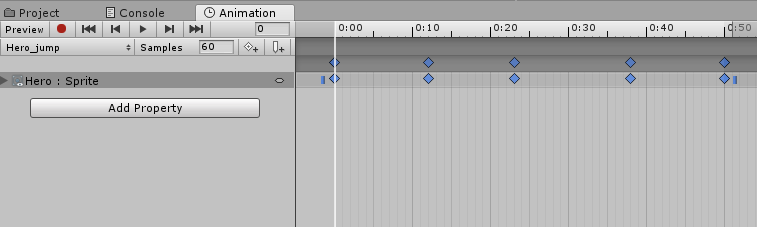 Project Console Animation
Preview 0 0:00 0:10 0:20 0:30 0:40 0:50
Hero_jump Samples 60
Hero : Sprite
Add Property